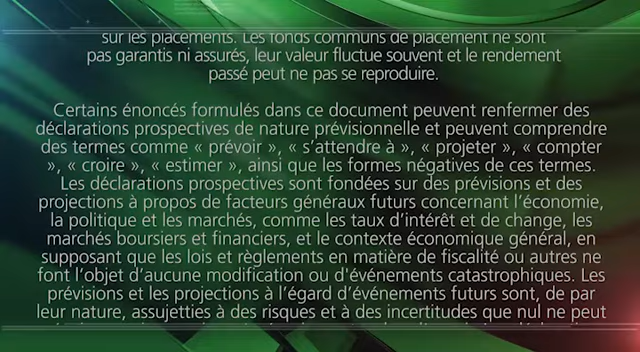 sur les placements. Les fonds communs de placement ne sont
pas garantis ni assurés, leur valeur fluctue souvent et le rendement
passé peut ne pas se reproduire.
Certains énoncés formulés dans ce document peuvent renfermer des
déclarations prospectives de nature prévisionnelle et peuvent comprendre
des termes comme « prévoir », « s’attendre à », « projeter », « compter
», « croire », « estimer », ainsi que les formes négatives de ces termes.
Les déclarations prospectives sont fondées sur des prévisions et des
projections à propos de facteurs généraux futurs concernant l’économie,
la politique et les marchés, comme les taux d’intérêt et de change, les
marchés boursiers et financiers, et le contexte économique général, en
supposant que les lois et règlements en matière de fiscalité ou autres ne
font l’objet d’aucune modification ou d'événements catastrophiques. Les
prévisions et les projections à l’égard d’événements futurs sont, de par
leur nature, assujetties à des risques et à des incertitudes que nul ne peut